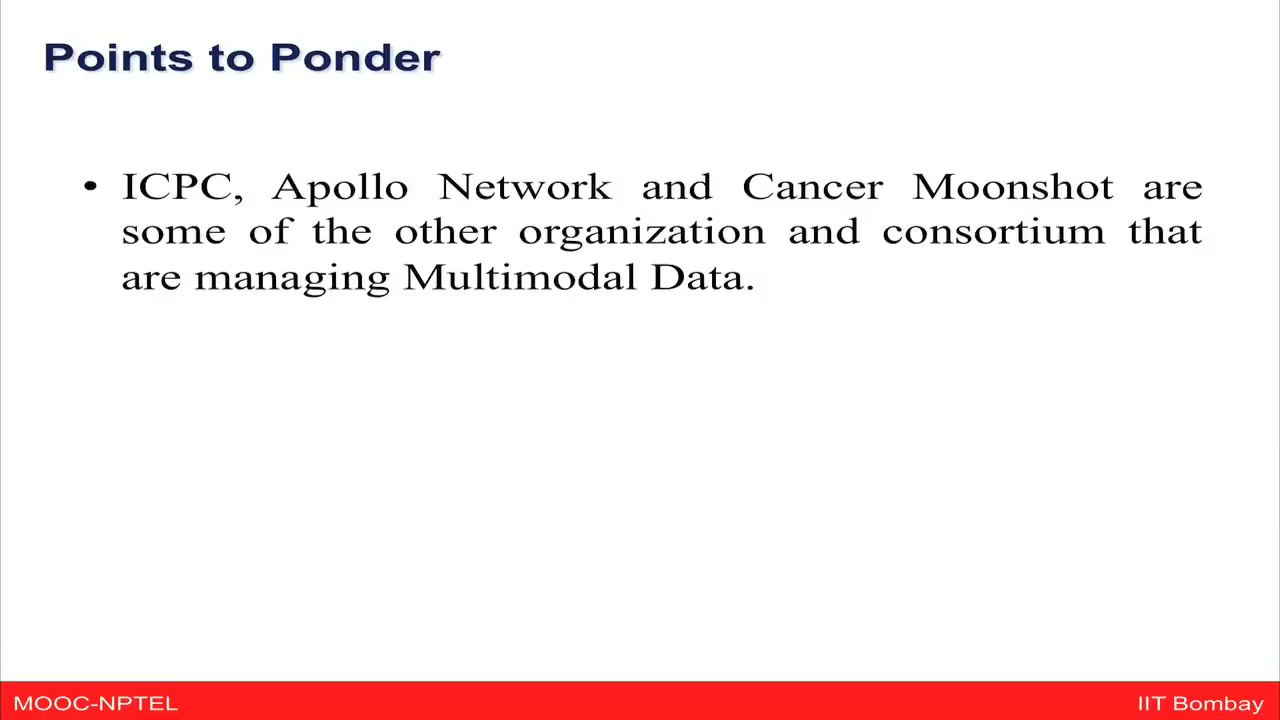 Points to Ponder
• ICPC, Apollo Network and Cancer Moonshot are
some of the other organization and consortium that
are managing Multimodal Data.
MOOC-NPTEL
IIT Bombay